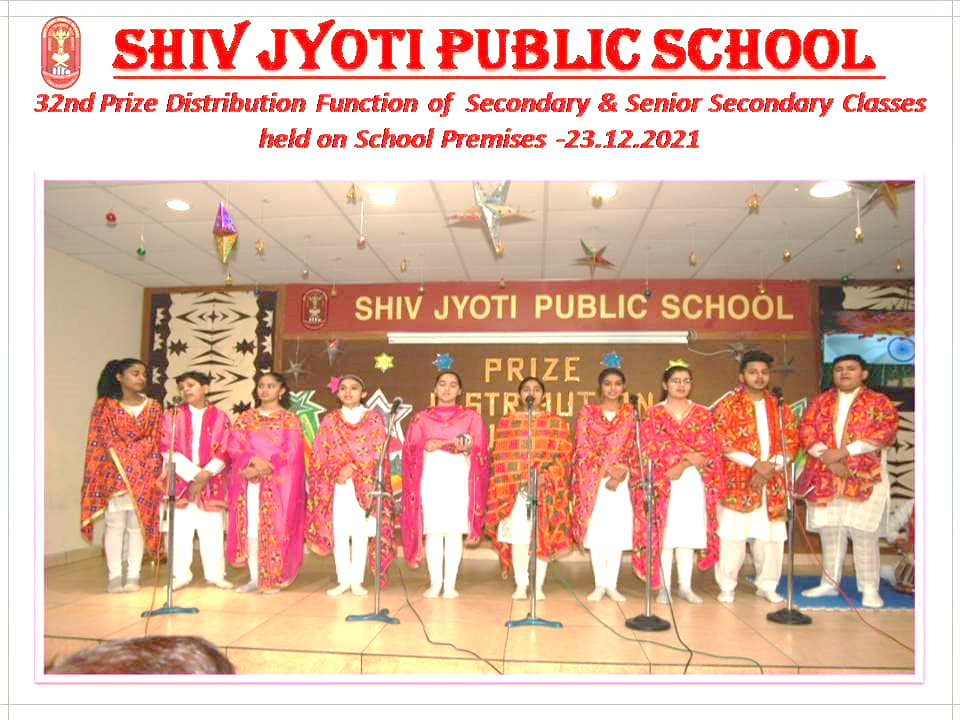 SHIV JYOTI PUBLIC SCHOOL
32nd Prize Distribution Function of Secondary & Senior Secondary Classes
held on School Premises -23.12.2021
SHIV JYOTI PUBLIC SCHOOL
PRIZE